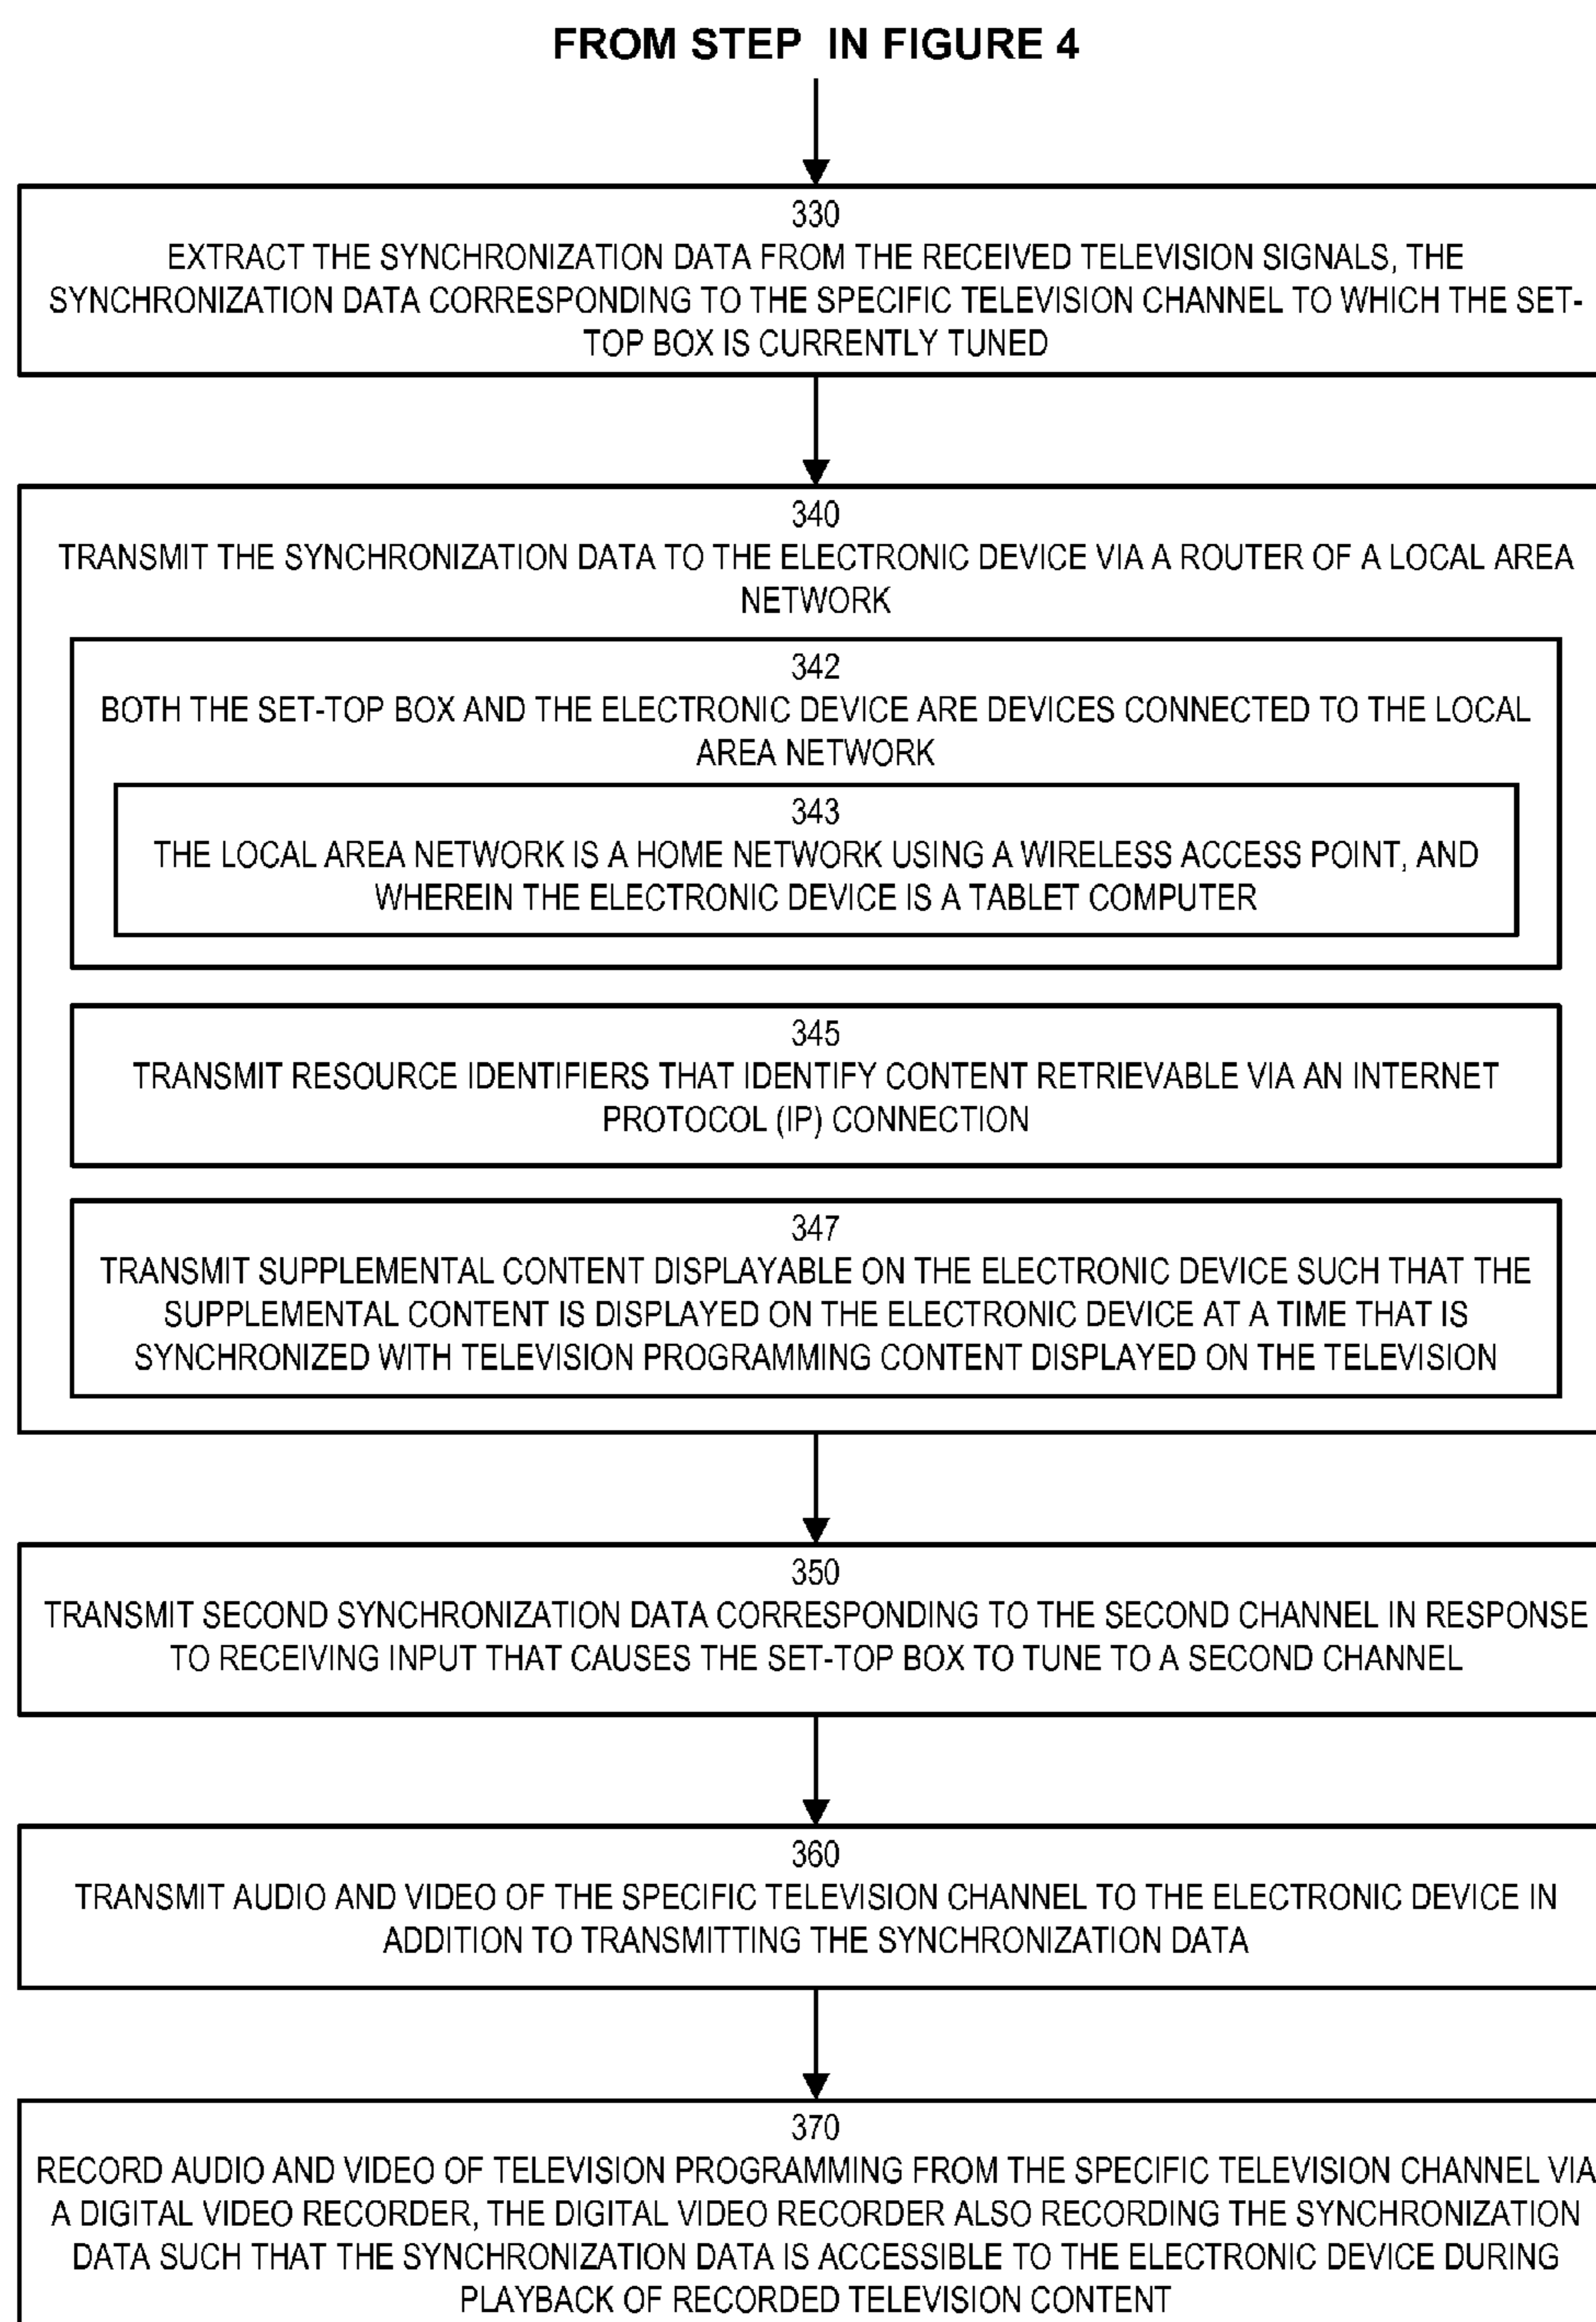 FROM STEP IN FIGURE 4
330
EXTRACT THE SYNCHRONIZATION DATA FROM THE RECEIVED TELEVISION SIGNALS, THE
SYNCHRONIZATION DATA CORRESPONDING TO THE SPECIFIC TELEVISION CHANNEL TO WHICH THE SET-
TOP BOX IS CURRENTLY TUNED
340
TRANSMIT THE SYNCHRONIZATION DATA TO THE ELECTRONIC DEVICE VIA A ROUTER OF A LOCAL AREA
NETWORK
342
BOTH THE SET-TOP BOX AND THE ELECTRONIC DEVICE ARE DEVICES CONNECTED TO THE LOCAL
AREA NETWORK
343
THE LOCAL AREA NETWORK IS A HOME NETWORK USING A WIRELESS ACCESS POINT, AND
WHEREIN THE ELECTRONIC DEVICE IS A TABLET COMPUTER
345
TRANSMIT RESOURCE IDENTIFIERS THAT IDENTIFY CONTENT RETRIEVABLE VIA AN INTERNET
PROTOCOL (IP) CONNECTION
347
TRANSMIT SUPPLEMENTAL CONTENT DISPLAYABLE ON THE ELECTRONIC DEVICE SUCH THAT THE
SUPPLEMENTAL CONTENT IS DISPLAYED ON THE ELECTRONIC DEVICE AT A TIME THAT IS
SYNCHRONIZED WITH TELEVISION PROGRAMMING CONTENT DISPLAYED ON THE TELEVISION
350
TRANSMIT SECOND SYNCHRONIZATION DATA CORRESPONDING TO THE SECOND CHANNEL IN RESPONSE
TO RECEIVING INPUT THAT CAUSES THE SET-TOP BOX TO TUNE TO A SECOND CHANNEL
360
TRANSMIT AUDIO AND VIDEO OF THE SPECIFIC TELEVISION CHANNEL TO THE ELECTRONIC DEVICE IN
ADDITION TO TRANSMITTING THE SYNCHRONIZATION DATA
370
RECORD AUDIO AND VIDEO OF TELEVISION PROGRAMMING FROM THE SPECIFIC TELEVISION CHANNEL VIA
A DIGITAL VIDEO RECORDER, THE DIGITAL VIDEO RECORDER ALSO RECORDING THE SYNCHRONIZATION
DATA SUCH THAT THE SYNCHRONIZATION DATA IS ACCESSIBLE TO THE ELECTRONIC DEVICE DURING
PLAYBACK OF RECORDED TELEVISION CONTENT